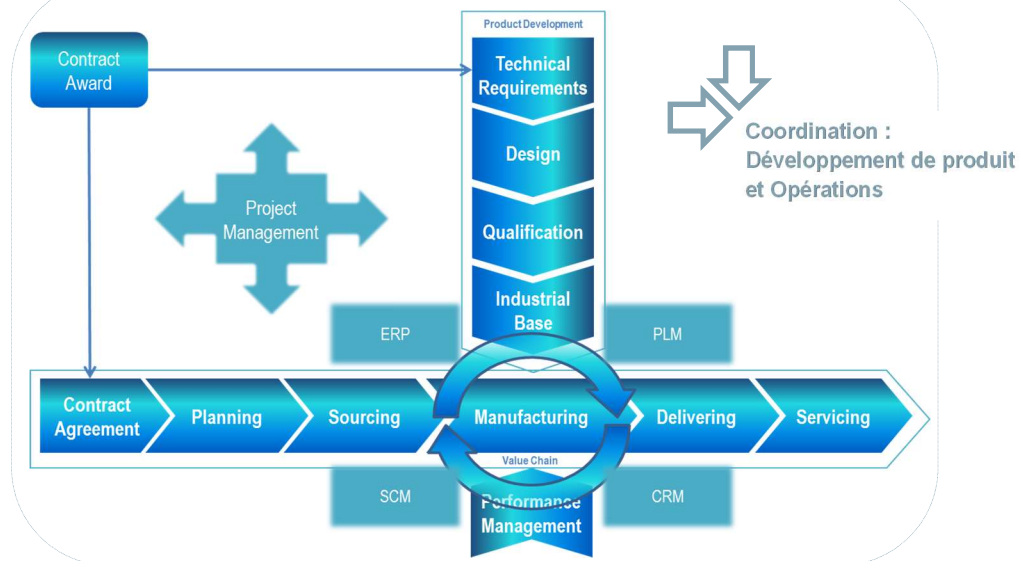 Product Development
Contract
Award
Technical
Requirements
Design
Qualification
Industrial
Base
Coordination :
Développement de produit
et Opérations
Project
Management
ERP
PLM
Contract
Agreement
Planning
Sourcing
Manufacturing
Delivering
Servicing
Value Chain
SCM
CRM
Performance
Management